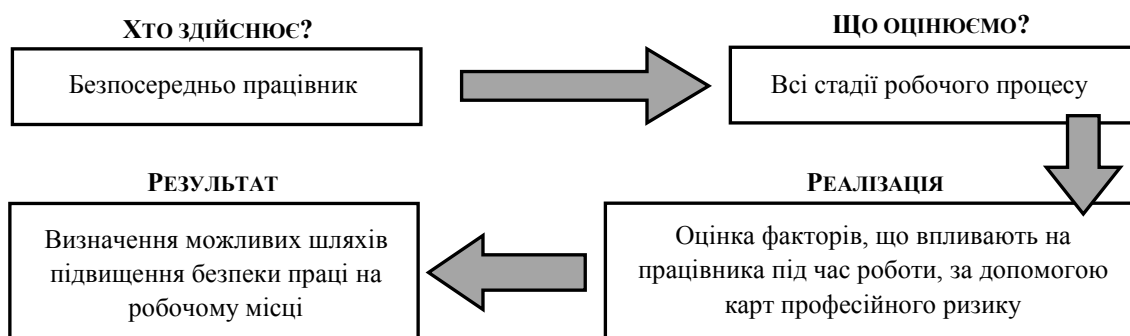 ХТО ЗДІЙСНЮЄ?
Безпосередньо працівник
ЩО ОЦІНЮЄМО?
Всі стадії робочого процесу
РЕЗУЛЬТАТ
Визначення можливих шляхів
підвищення безпеки праці на
робочому місці
РЕАЛІЗАЦІЯ
Оцінка факторів, що впливають на
працівника під час роботи, за допомогою
карт професійного ризику